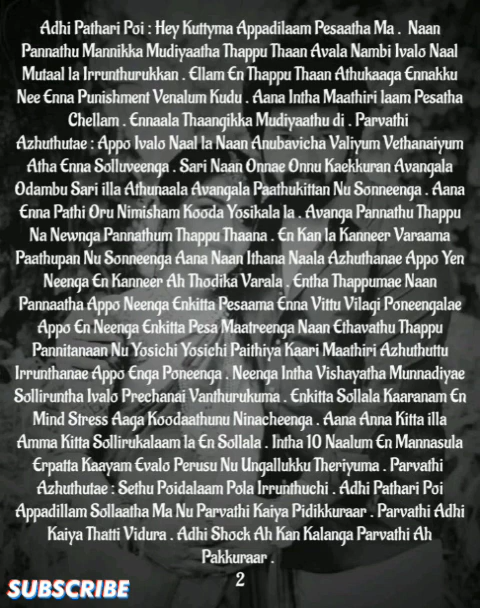 Adhi Pathari Poi : Hey Kuttyma Appadilaam Pesaatha Ma . Naan
Pannathu Mannikka Mudiyaatha Thappu Thaan Avala Nambi Ivalo Naal
Mutaal la Irrunthurukkan . Ellam En Thappu Thaan Athukaaga Ennakku
Nee Enna Punishment Venalum Kudu . Aana Intha Maathiri laam Pesatha
Chellam . Ennaala Thaangikka Mudiyaathu di . Parvathi
Azhuthutae : Appo Ivalo Naal la Naan Anubavicha Valiyum Vethanaiyum
Atha Enna Solluveenga . Sari Naan Onnae Onnu Kaekkuran Avangala
Odambu Sari illa Athunaala Avangala Paathukittan Nu Sonneenga . Aana
Enna Pathi Oru Nimisham Kooda Yosikala la . Avanga Pannathu Thappu
Na Newnga Pannathum Thappu Thaana . En Kan la Kanneer Varaama
Paathupan Nu Sonneenga Aana Naan Ithana Naala Azhuthanae Appo Yen
Neenga En Kanneer Ah Thodika Varala . Entha Thappumae Naan
Pannaatha Appo Neenga Enkitta Pesaama Enna Vittu Vilagi Poneengalae
Appo En Neenga Enkitta Pesa Maatreenga Naan Ethavathu Thappu
Pannitanaan Nu Yosichi Yosichi Paithiya Kaari Maathiri Azhuthuttu
Irrunthanae Appo Enga Poneenga . Neenga Intha Vishayatha Munnadiyae
Solliruntha Ivalo Prechanai Vanthurukuma . Enkitta Sollala Kaaranam En
Mind Stress Aaga Koodaathunu Ninacheenga . Aana Anna Kitta illa
Amma Kitta Sollirukalaam la En Sollala . Intha 10 Naalum En Mannasula
Erpatta Kaayam Evalo Perusu Nu Ungallukku Theriyuma . Parvathi
Azhuthutae : Sethu Poidalaam Pola Irrunthuchi . Adhi Pathari Poi
Appadillam Sollaatha Ma Nu Parvathi Kaiya Pidikkuraar . Parvathi Adhi
Kaiya Thatti Vidura . Adhi Shock Ah Kan Kalanga Parvathi Ah
Pakkuraar .
2
SUBSCRIBE